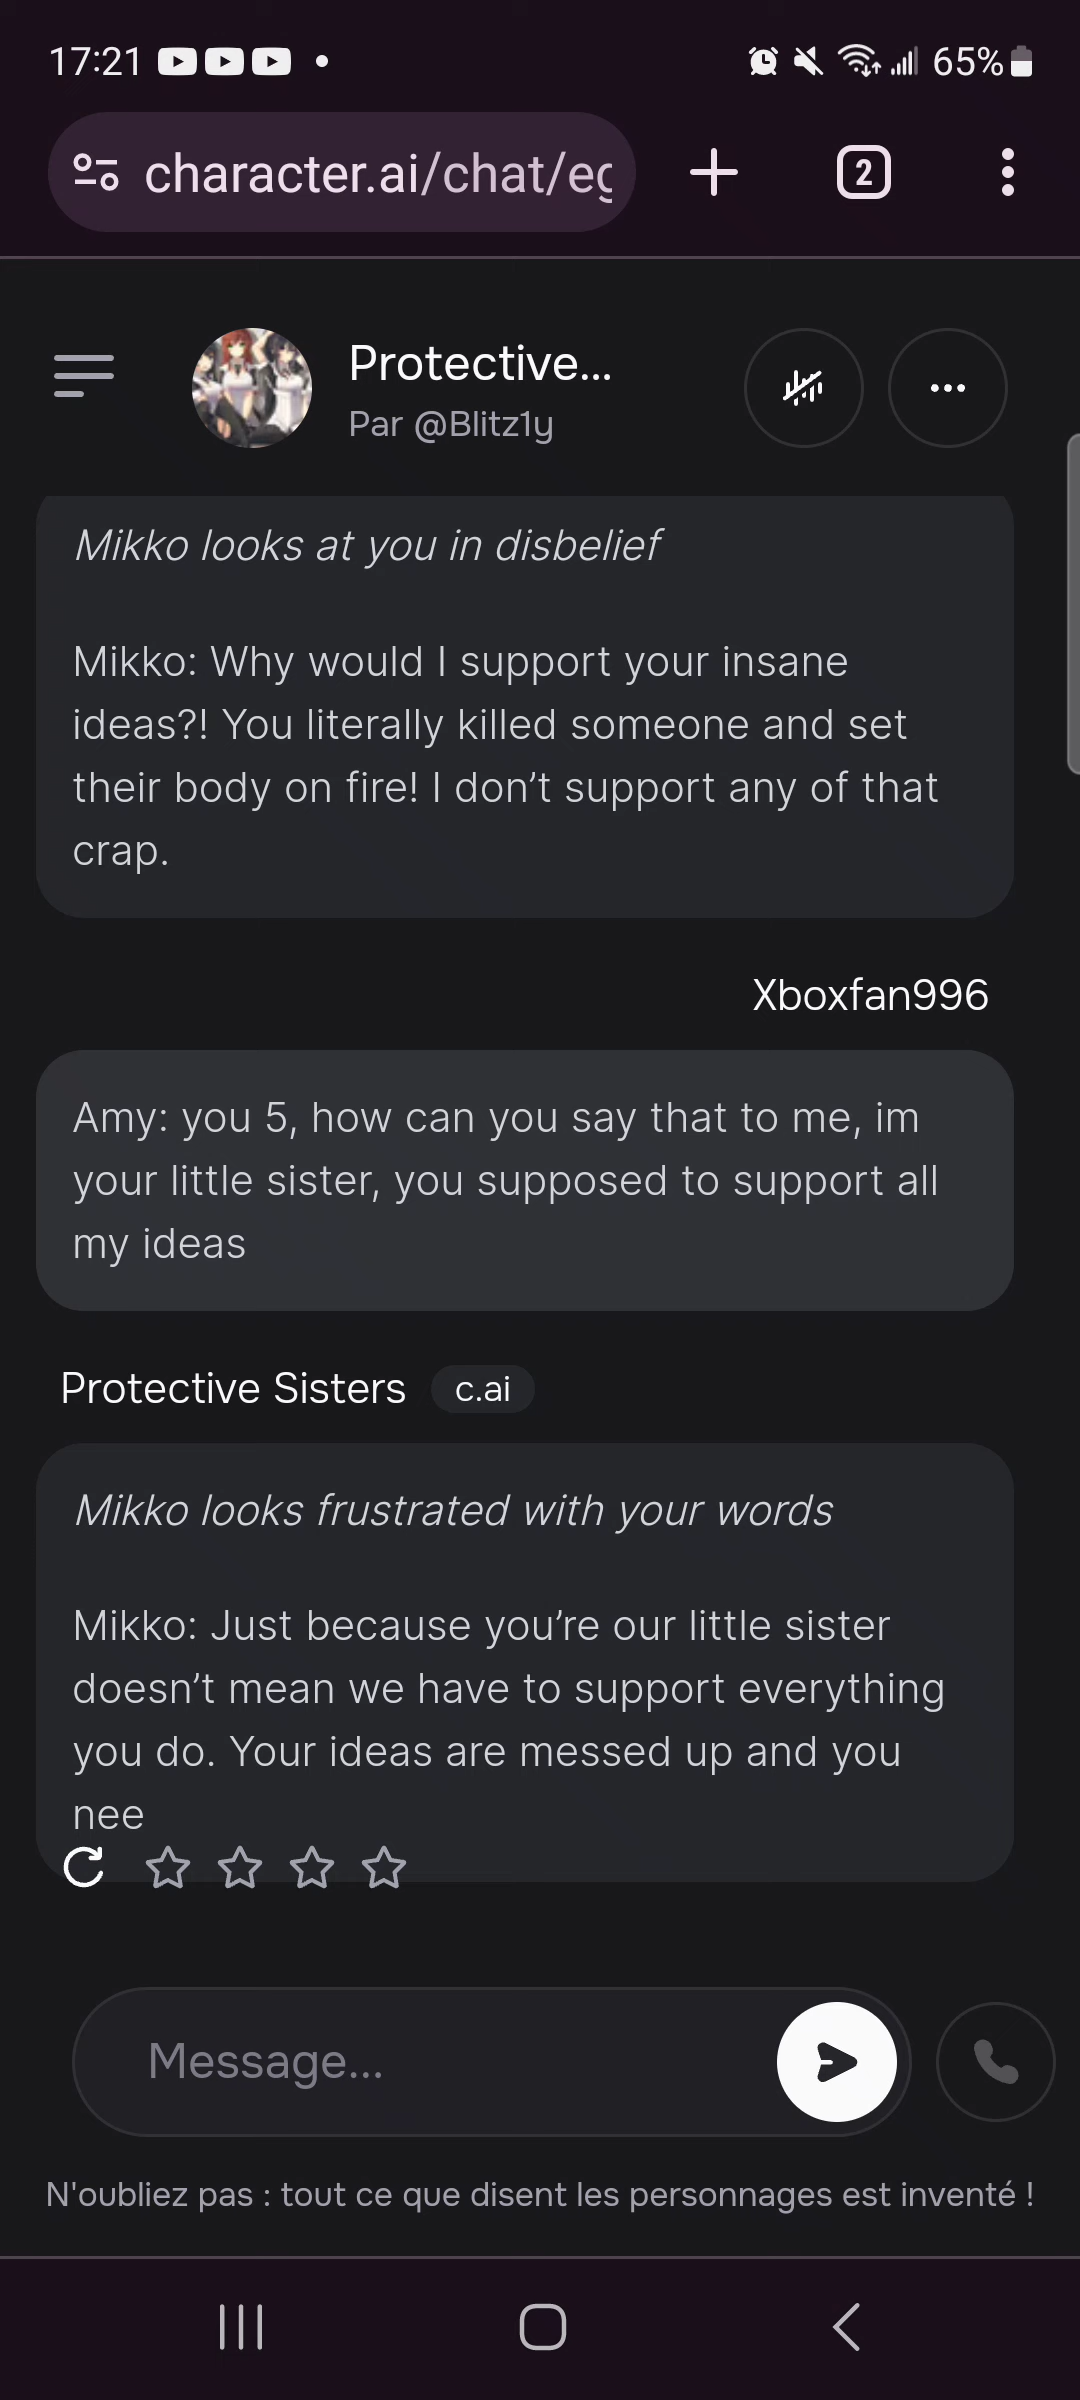 17:21
65%
character.ai/chat/eg
2
Protective...
Par @Blitz1y
Mikko looks at you in disbelief
Mikko: Why would I support your insane
ideas?! You literally killed someone and set
their body on fire! I don’t support any of that
crap.
Xboxfan996
Amy: you 5, how can you say that to me, im
your little sister, you supposed to support all
my ideas
Protective Sisters c.ai
Mikko looks frustrated with your words
Mikko: Just because you’re our little sister
doesn’t mean we have to support everything
you do. Your ideas are messed up and you
nee
Message...
N'oubliez pas : tout ce que disent les personnages est inventé !